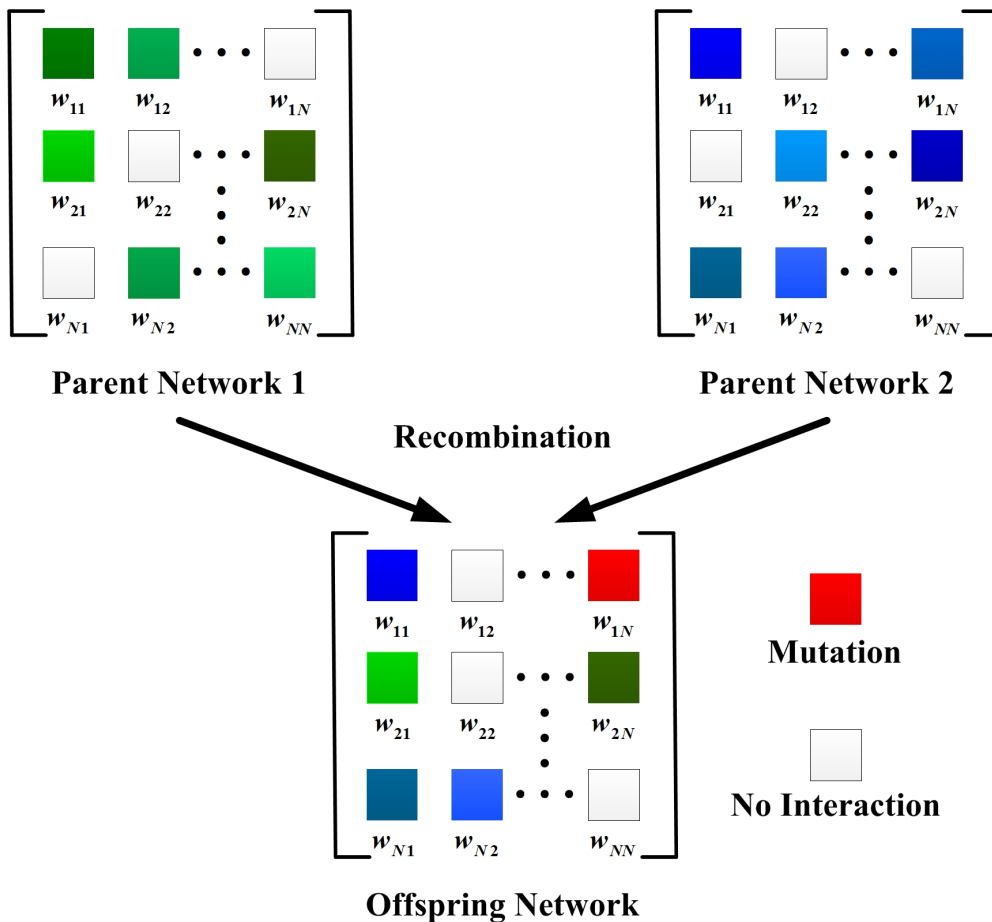 w11 w12 w1N
w21 w22 w2N
wN1 wN2 wNN
Parent Network 1
w11 w12 w1N
w21 w22 w2N
wN1 wN2 wNN
Parent Network 2
Recombination
w11 w12 w1N
w21 w22 w2N
wN1 wN2 wNN
Offspring Network
Mutation
No Interaction